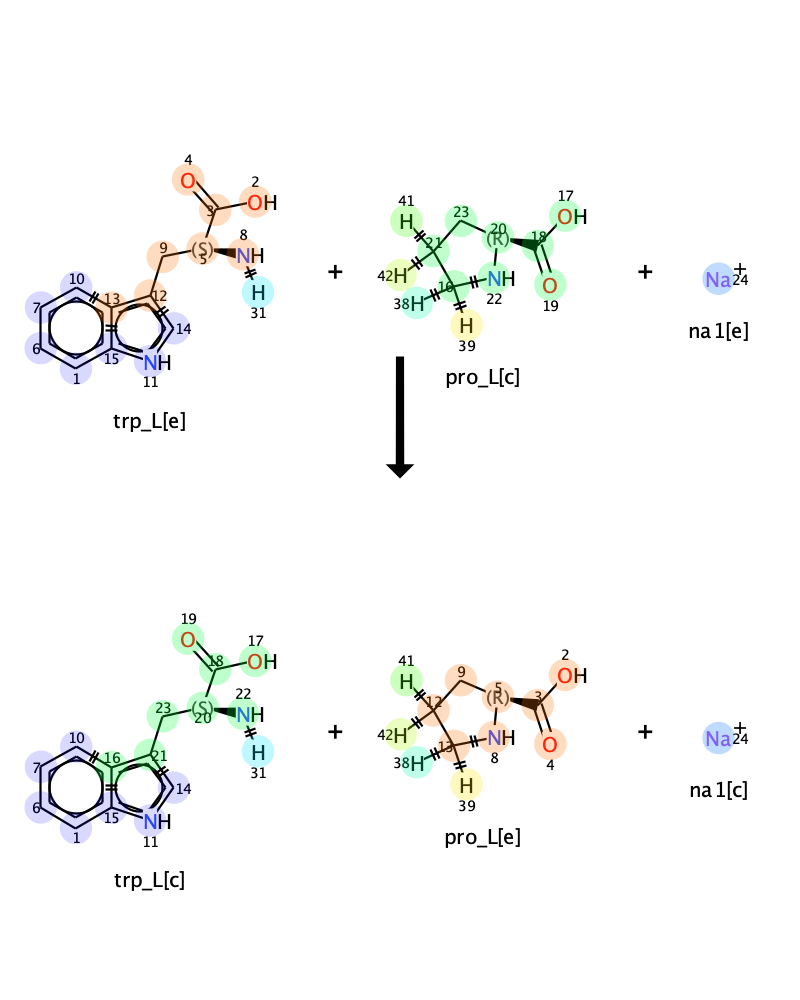 4
2
O
OH
3
(S)
5
8
NH
9
H
31
10
7
6
1
13
12
14
15
NH
11
trp_L[e]
+
41
H
23
20
(R)
17
OH
18
O
19
21
42
H
38
H
16
NH
22
H
39
pro_L[c]
+
Na
+
24
na1[e]
19
17
O
OH
18
(S)
20
22
NH
23
H
31
10
7
6
1
16
21
14
15
NH
11
trp_L[c]
+
41
H
9
5
(R)
2
OH
3
O
4
12
42
H
38
H
13
NH
8
H
39
pro_L[e]
+
Na
+
24
na1[c]